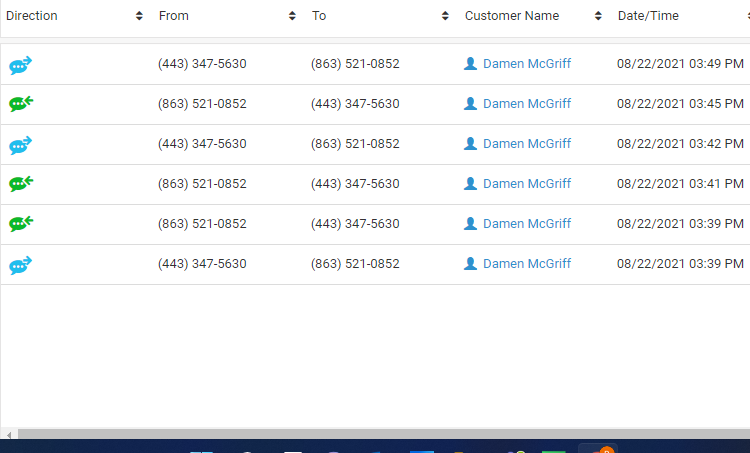 Direction From To Customer Name Date/Time
(443) 347-5630 (863) 521-0852 Damen McGriff 08/22/2021 03:49 PM
(863) 521-0852 (443) 347-5630 Damen McGriff 08/22/2021 03:45 PM
(443) 347-5630 (863) 521-0852 Damen McGriff 08/22/2021 03:42 PM
(863) 521-0852 (443) 347-5630 Damen McGriff 08/22/2021 03:41 PM
(863) 521-0852 (443) 347-5630 Damen McGriff 08/22/2021 03:39 PM
(443) 347-5630 (863) 521-0852 Damen McGriff 08/22/2021 03:39 PM